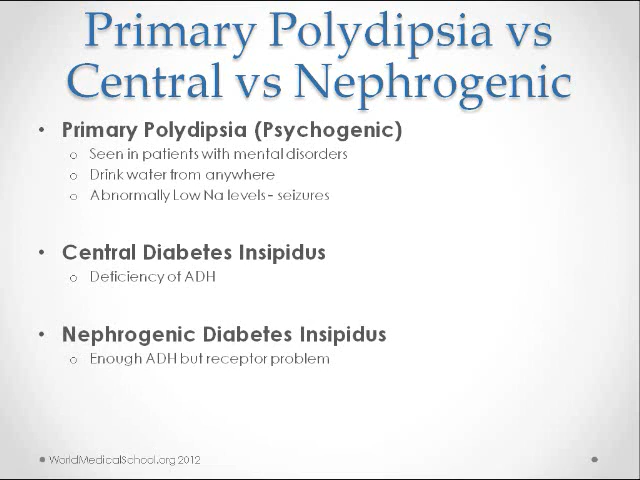 Primary Polydipsia vs
Central vs Nephrogenic
• Primary Polydipsia (Psychogenic)
o Seen in patients with mental disorders
o Drink water from anywhere
o Abnormally Low Na levels - seizures
• Central Diabetes Insipidus
o Deficiency of ADH
• Nephrogenic Diabetes Insipidus
o Enough ADH but receptor problem
WorldMedicalSchool.org 2012